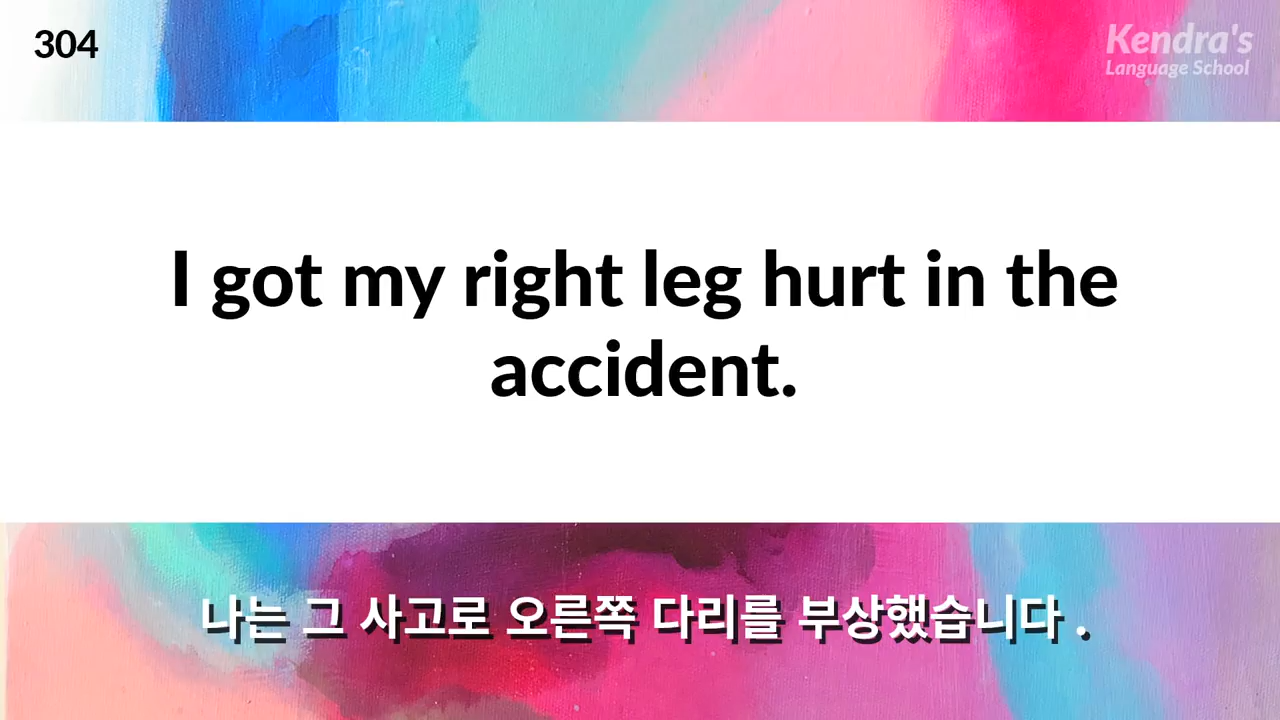 304
Kendra's
Language School
I got my right leg hurt in the
accident.
나는 그 사고로 오른쪽 다리를 부상했습니다 .